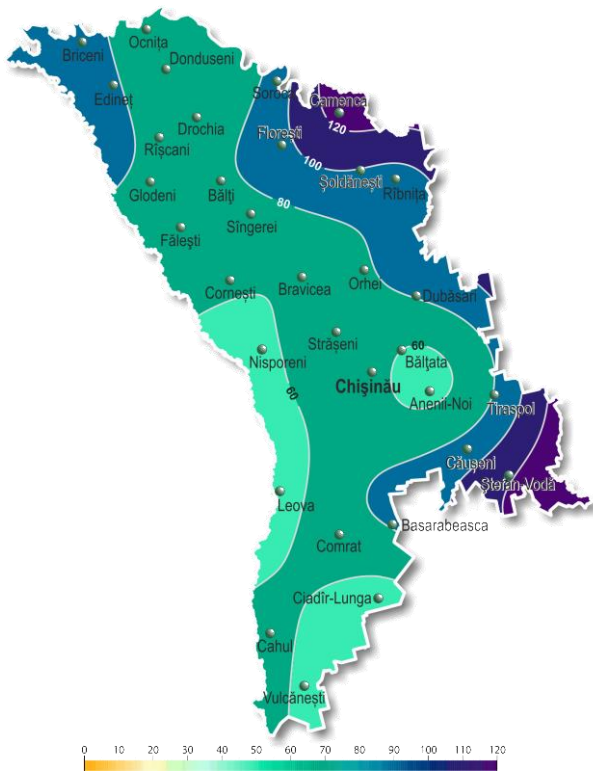 Ocnița
Briceni
Donduseni
Edineț
Soroca
Camenca
120
Drochia
Florești
Rîșcani
100
Șoldănești
Rîbnița
Glodeni
Bălți
80
Sîngerei
Fălești
Cornești
Bravicea
Orhei
Dubăsari
Strășeni
60
Nisporeni
Bălțata
Chișinău
60
Anenii-Noi
Tiraspol
Căușeni
Ștefan-Vodă
Leova
Basarabeasca
Comrat
Ciadîr-Lunga
Cahul
Vulcănești
0 10 20 30 40 50 60 70 80 90 100 110 120